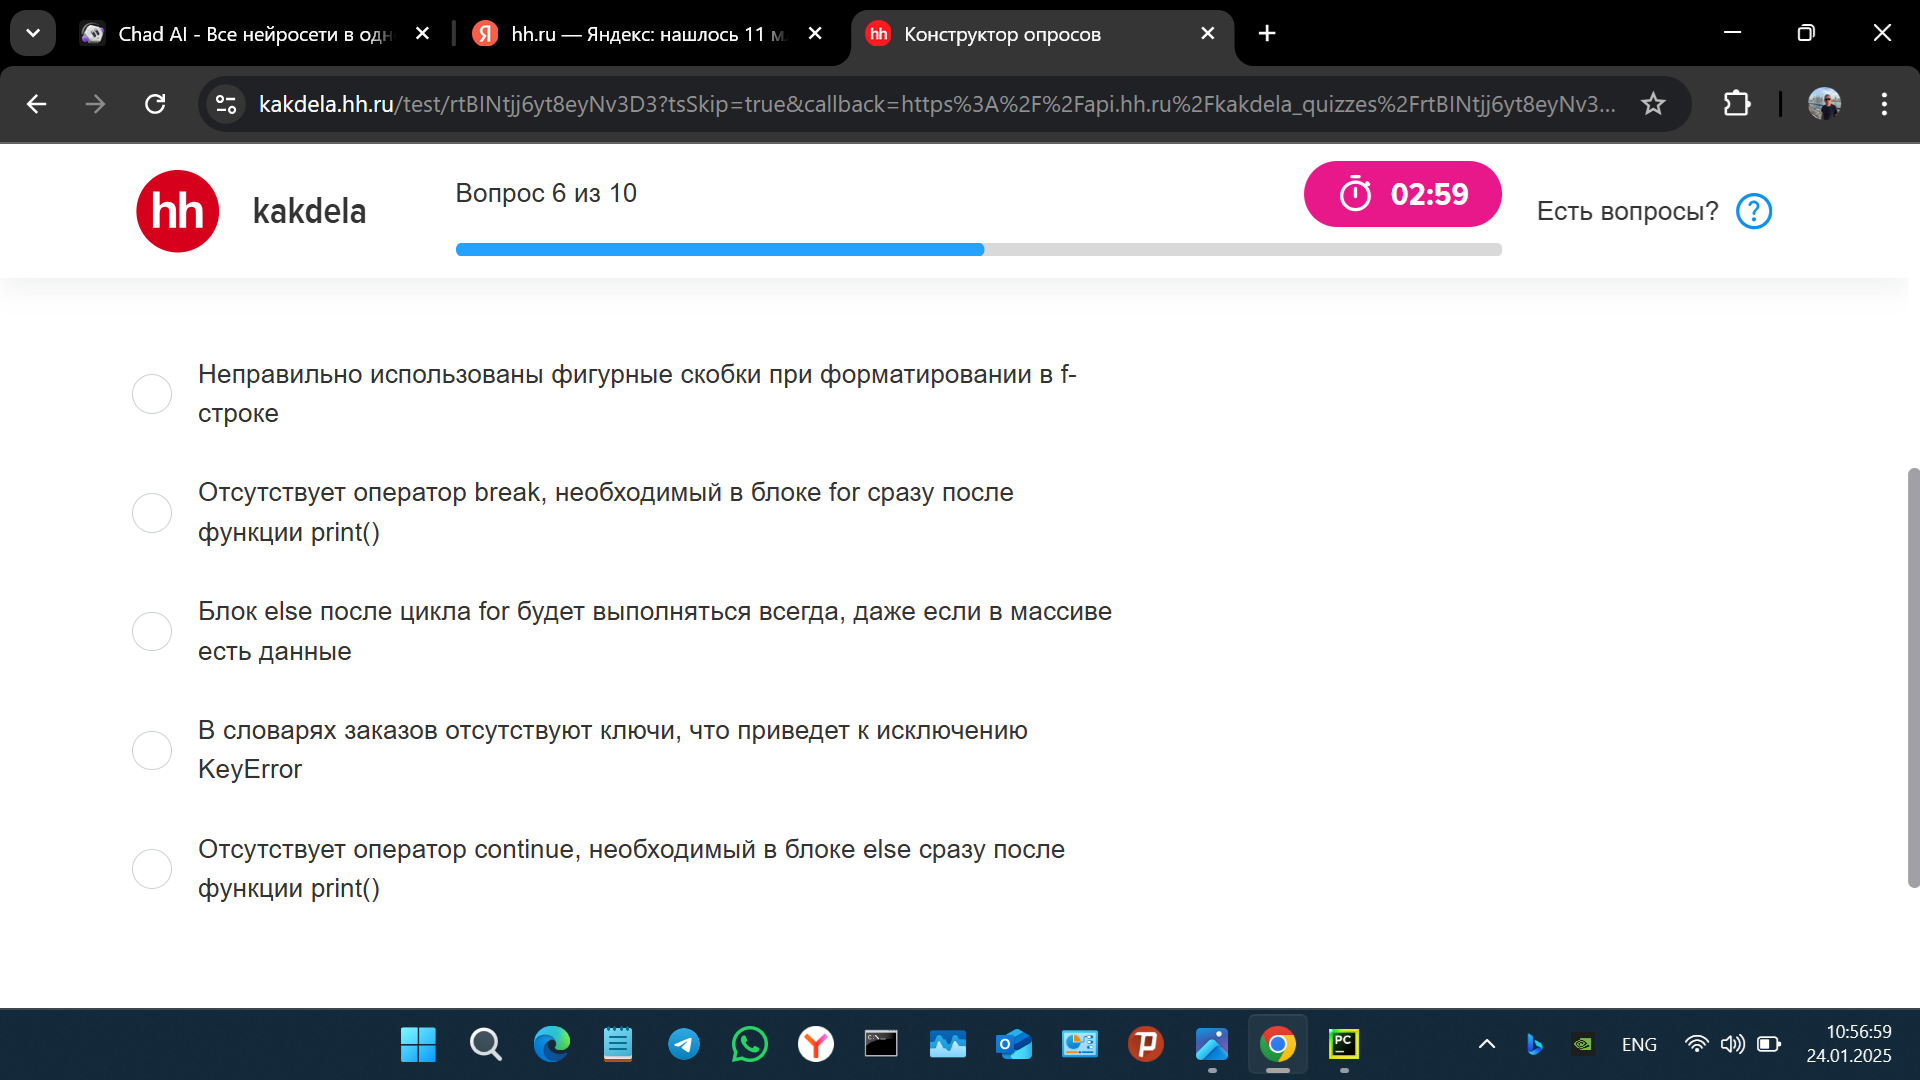 Chad AI - Все нейросети в одн
hh.ru — Яндекс: нашлось 11 м
hh
Конструктор опросов
kakdela.hh.ru/test/rtBINtjj6yt8eyNv3D3?tsSkip=true&callback=https%3A%2F%2Fapi.hh.ru%2Fkakdela_quizzes%2FrtBINtjj6yt8eyNv3...
hh
kakdela
Вопрос 6 из 10
02:59
Есть вопросы?
?
Неправильно использованы фигурные скобки при форматировании в f-
строке
Отсутствует оператор break, необходимый в блоке for сразу после
функции print()
Блок else после цикла for будет выполняться всегда, даже если в массиве
есть данные
В словарях заказов отсутствуют ключи, что приведет к исключению
KeyError
Отсутствует оператор continue, необходимый в блоке else сразу после
функции print()
PC
ENG
10:56:59
24.01.2025